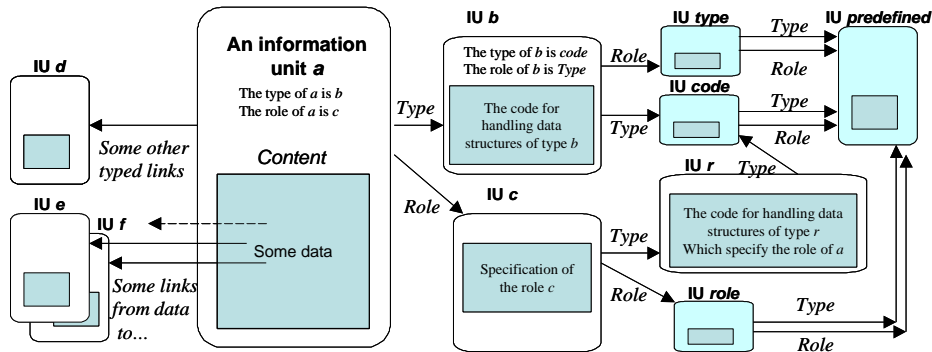 IU d
Some other
typed links
IU e
IU f
Some links
from data
to…
An information
unit a
The type of a is b
The role of a is c
Content
Some data
Type
Role
IU b
The type of b is code
The role of b is Type
The code for
handling data
structures of type b
Role
Type
IU c
Specification of
the role c
Type
Role
IU type
Type
Role
IU code
Type
Role
IU predefined
Type
IU r
The code for handling data
structures of type r
Which specify the role of a
IU role
Type
Role